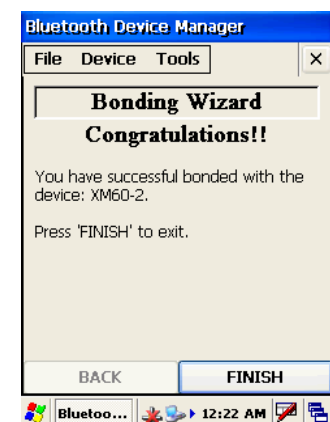 Bluetooth Device Manager
File Device Tools
Bonding Wizard
Congratulations!!
You have successful bonded with the
device: XM60-2.
Press 'FINISH' to exit.
BACK FINISH
Bluetoo... 12:22 AM